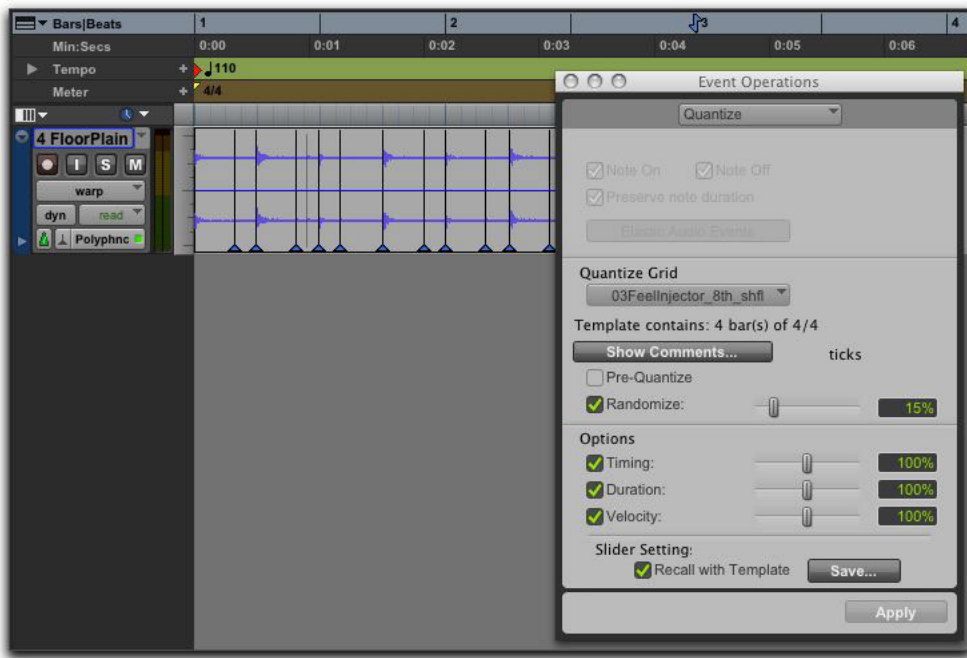 Bars|Beats 1 2 3 4
Min:Secs 0:00 0:01 0:02 0:03 0:04 0:05 0:06
Tempo + 110
Meter + 4/4
4 FloorPlain
I S M
warp
dyn read
Polyphnc
Event Operations
Quantize
Note On Note Off
Preserve note duration
Elastic Audio Events
Quantize Grid
03FeelInjector_8th_shfl
Template contains: 4 bar(s) of 4/4
Show Comments... ticks
Pre-Quantize
Randomize: 15%
Options
Timing: 100%
Duration: 100%
Velocity: 100%
Slider Setting:
Recall with Template Save...
Apply